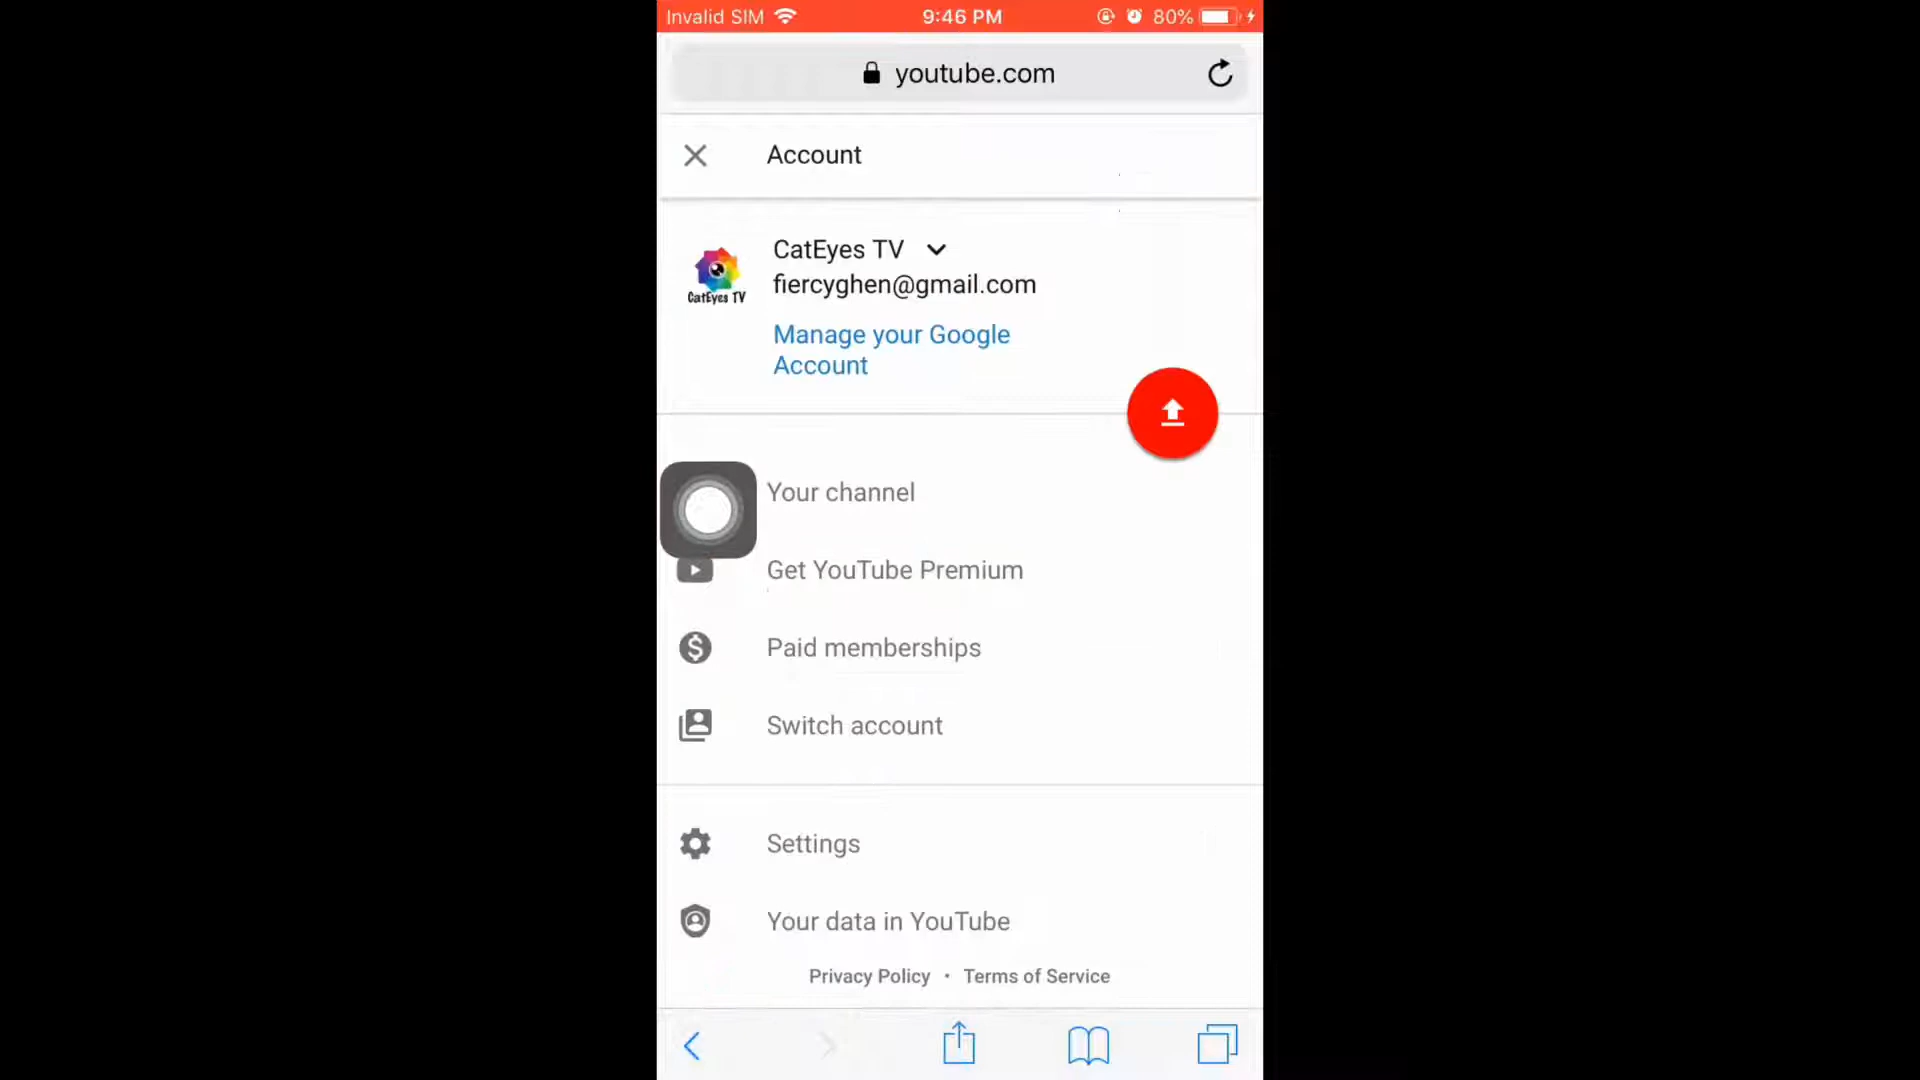 Invalid SIM 9:46 PM 80%
youtube.com
Account
CatEyes TV
fiercyghen@gmail.com
CatEyes TV
Manage your Google
Account
Your channel
Get YouTube Premium
Paid memberships
Switch account
Settings
Your data in YouTube
Privacy Policy • Terms of Service